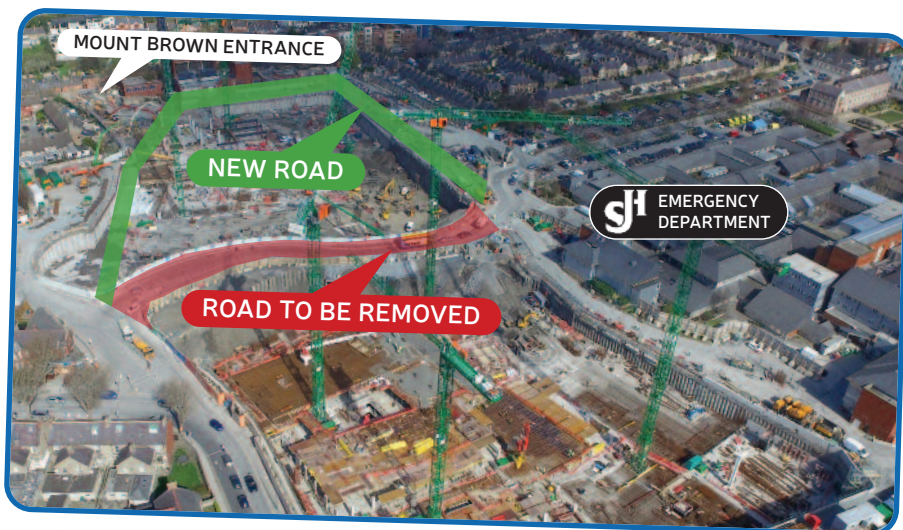 MOUNT BROWN ENTRANCE
NEW ROAD
SJH EMERGENCY
DEPARTMENT
ROAD TO BE REMOVED